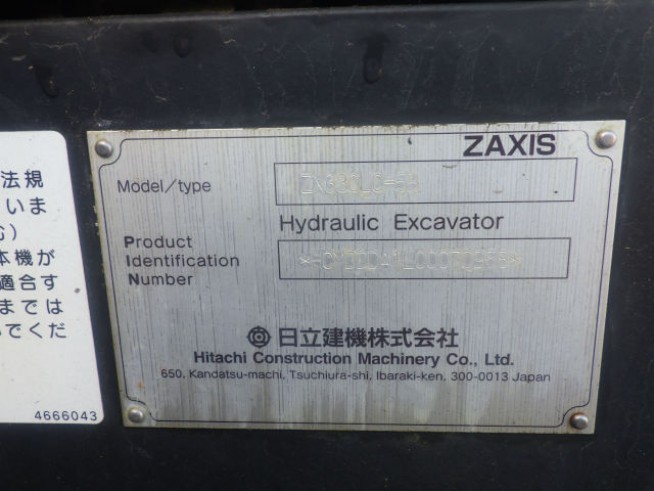 法規
いま
む)
本機が
適合す
までは
でくだ
4666043
ZAXIS
Model/type
Hydraulic Excavator
Product
Identification
Number
日立建機株式会社
Hitachi Construction Machinery Co., Ltd.
650, Kandatsu-machi, Tsuchiura-shi, Ibaraki-ken, 300-0013 Japan